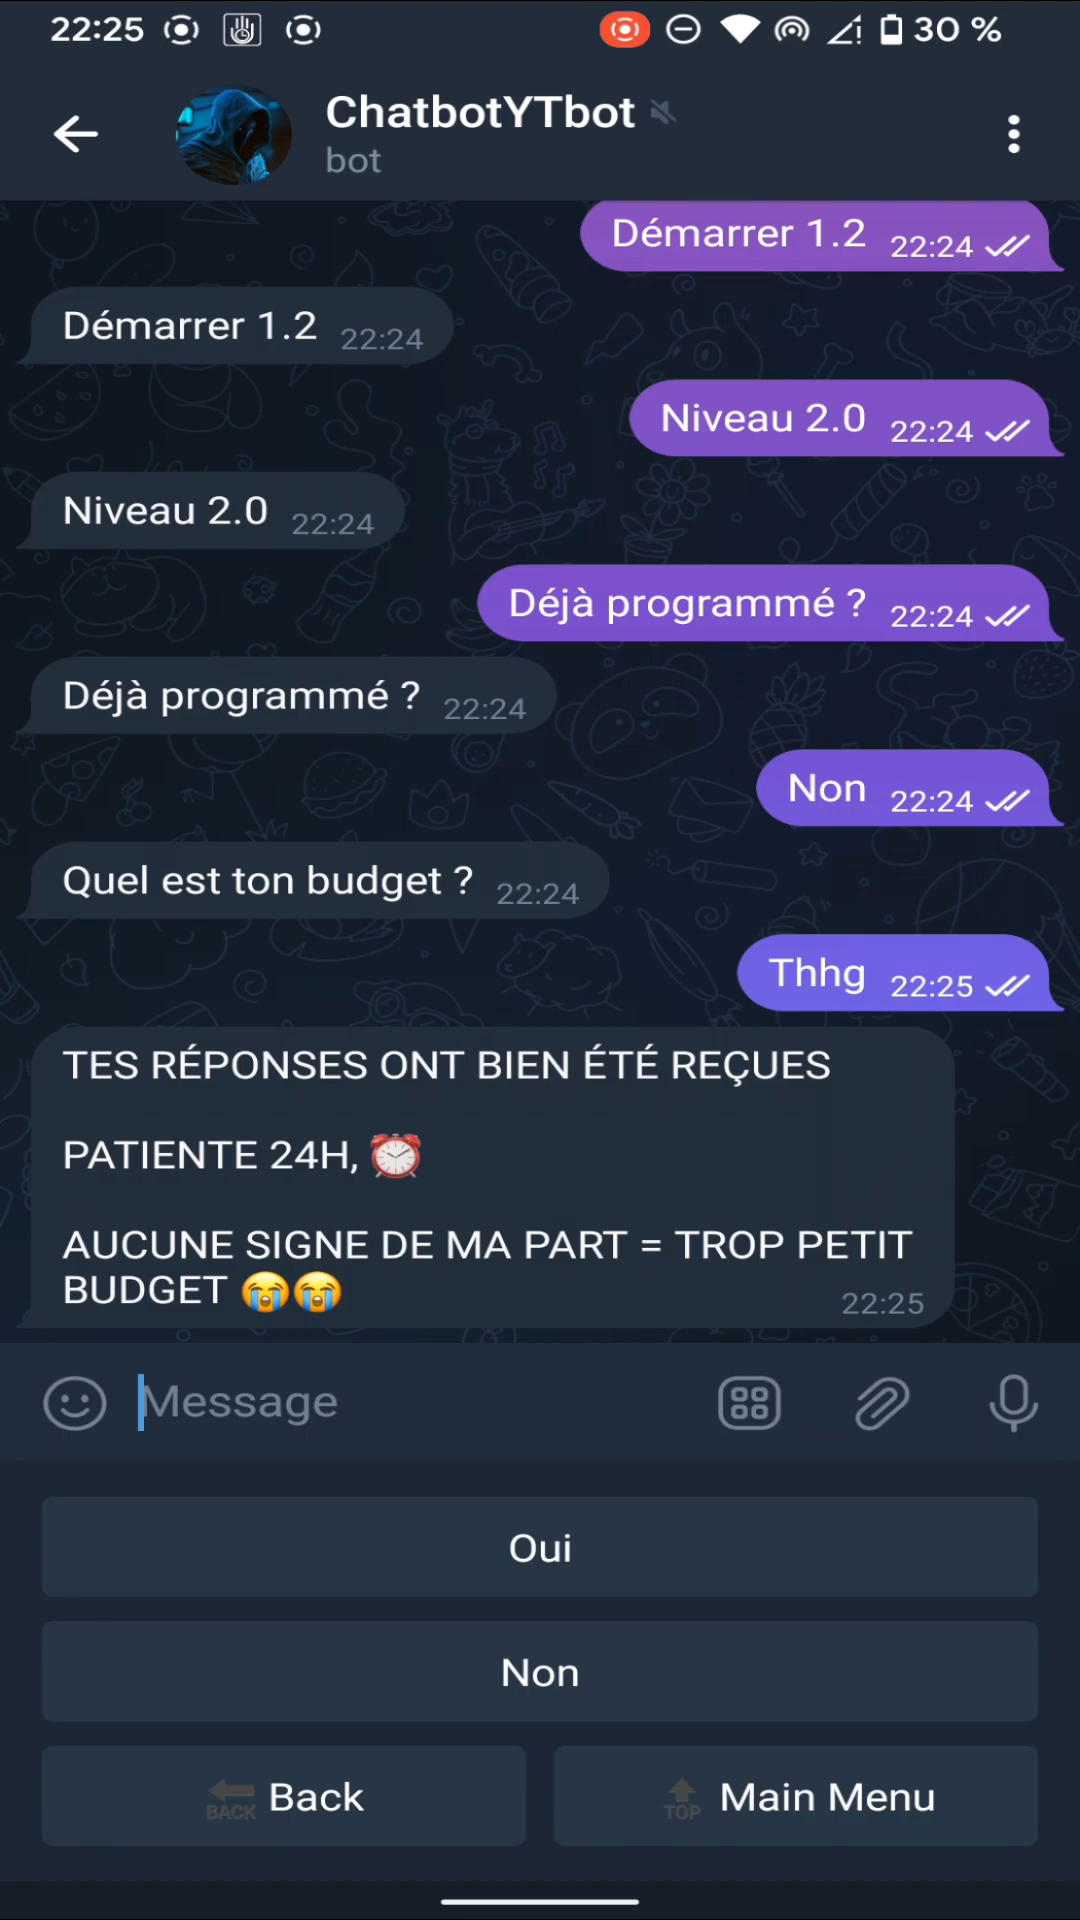 22:25
30 %
ChatbotYTbot
bot
Démarrer 1.2 22:24
Démarrer 1.2 22:24
Niveau 2.0 22:24
Niveau 2.0 22:24
Déjà programmé ? 22:24
Déjà programmé ? 22:24
Non 22:24
Quel est ton budget ? 22:24
Thhg 22:25
TES RÉPONSES ONT BIEN ÉTÉ REÇUES
PATIENTE 24H, ⏰
AUCUNE SIGNE DE MA PART = TROP PETIT
BUDGET 😭😭
22:25
Message
Oui
Non
BACK Back
TOP Main Menu